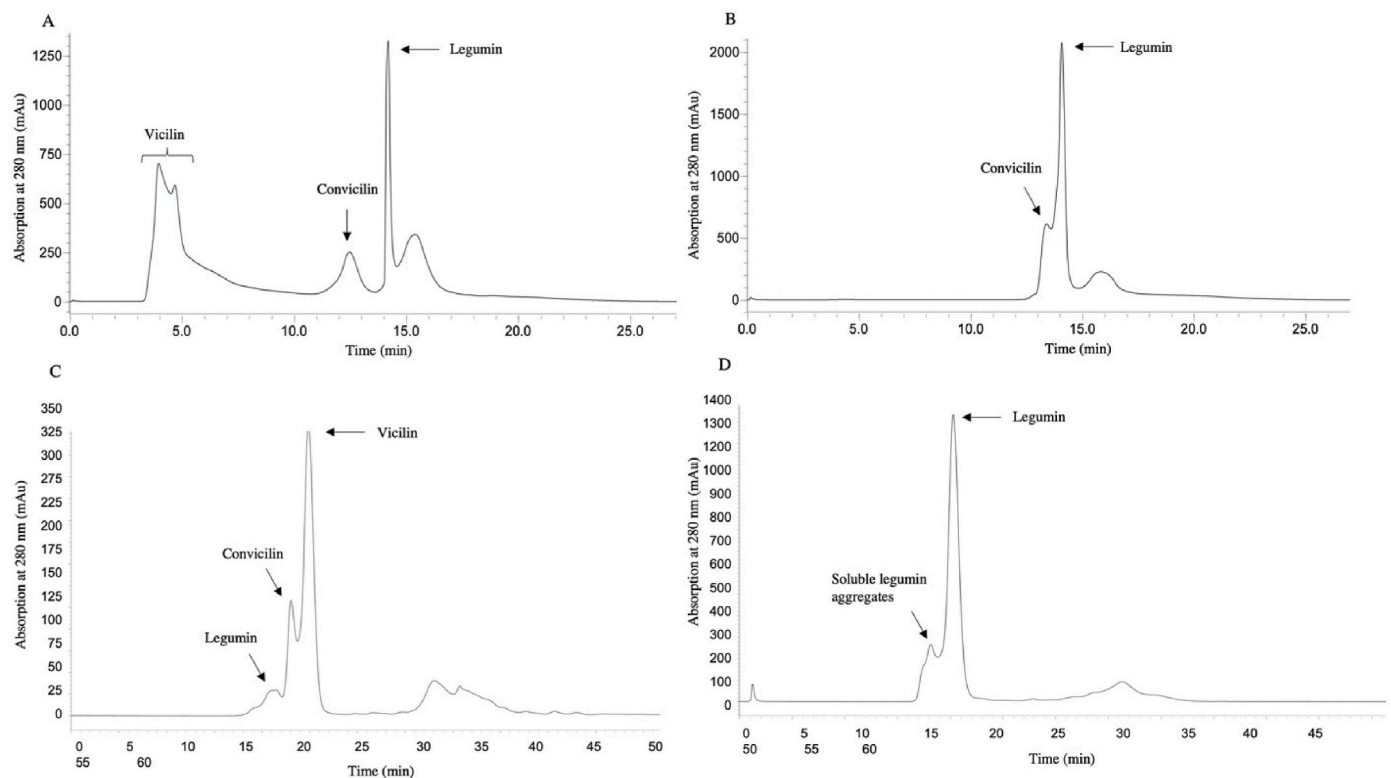 A
Absorption at 280 nm (mAu)
1250
1000
750
500
250
0
Vicilin
Convicilin
Legumin
0.0 5.0 10.0 15.0 20.0 25.0
Time (min)
B
Absorption at 280 nm (mAu)
2000
1500
1000
500
0
Convicilin
Legumin
0.0 5.0 10.0 15.0 20.0 25.0
Time (min)
C
Absorption at 280 nm (mAu)
350
325
300
275
250
225
200
175
150
125
100
75
50
25
0
Vicilin
Convicilin
Legumin
0 5 10 15 20 25 30 35 40 45 50
55 60
Time (min)
D
Absorption at 280 nm (mAu)
1400
1300
1200
1000
900
800
700
600
500
400
300
200
100
0
Legumin
Soluble legumin
aggregates
0 5 10 15 20 25 30 35 40 45
50 55 60
Time (min)